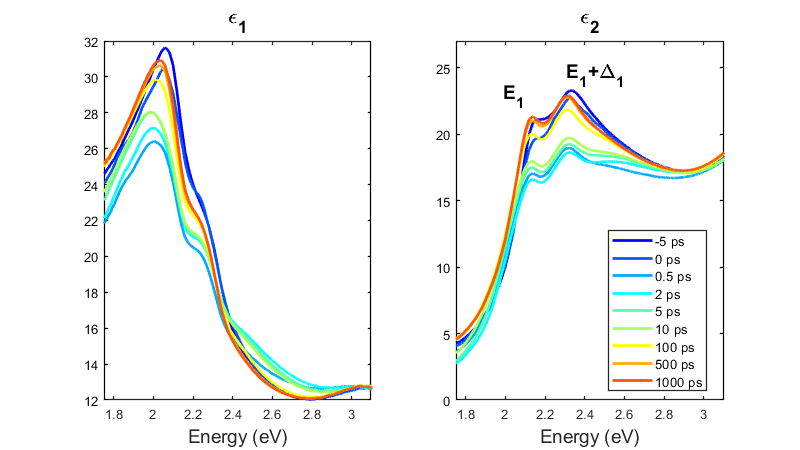 ϵ1
32
30
28
26
24
22
20
18
16
14
12
1.8
2
2.2
2.4
2.6
2.8
3
Energy (eV)
ϵ2
25
20
15
10
5
0
E1
E1+Δ1
-5 ps
0 ps
0.5 ps
2 ps
5 ps
10 ps
100 ps
500 ps
1000 ps
1.8
2
2.2
2.4
2.6
2.8
3
Energy (eV)